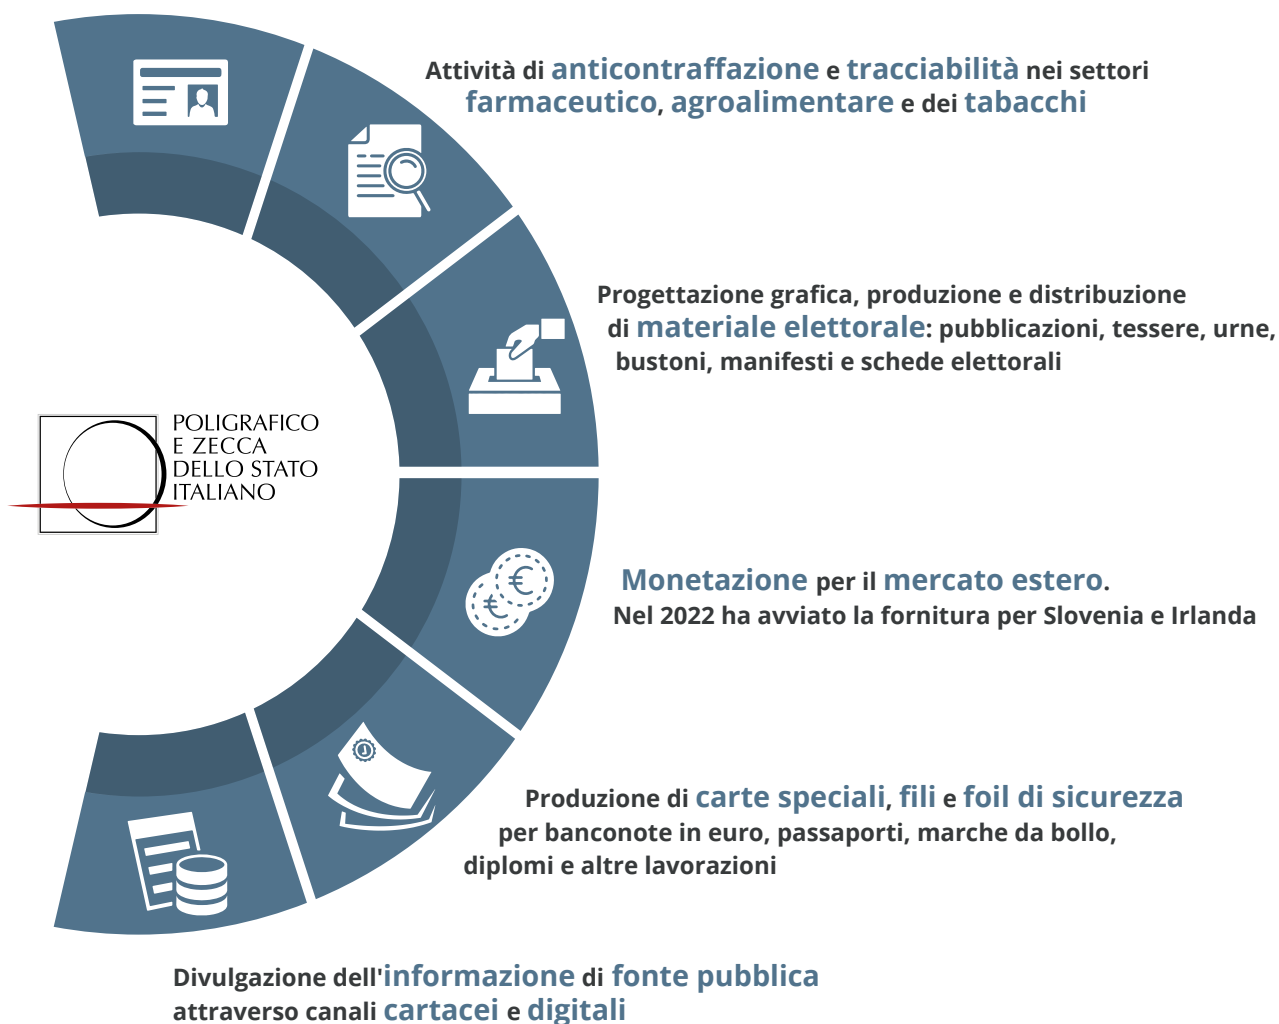 Attività di anticontraffazione e tracciabilità nei settori
farmaceutico, agroalimentare e dei tabacchi
Progettazione grafica, produzione e distribuzione
di materiale elettorale: pubblicazioni, tessere, urne,
bustoni, manifesti e schede elettorali
POLIGRAFICO
E ZECCA
DELLO STATO
ITALIANO
€
€
Monetazione per il mercato estero.
Nel 2022 ha avviato la fornitura per Slovenia e Irlanda
1
Produzione di carte speciali, fili e foil di sicurezza
per banconote in euro, passaporti, marche da bollo,
diplomi e altre lavorazioni
Divulgazione dell'informazione di fonte pubblica
attraverso canali cartacei e digitali